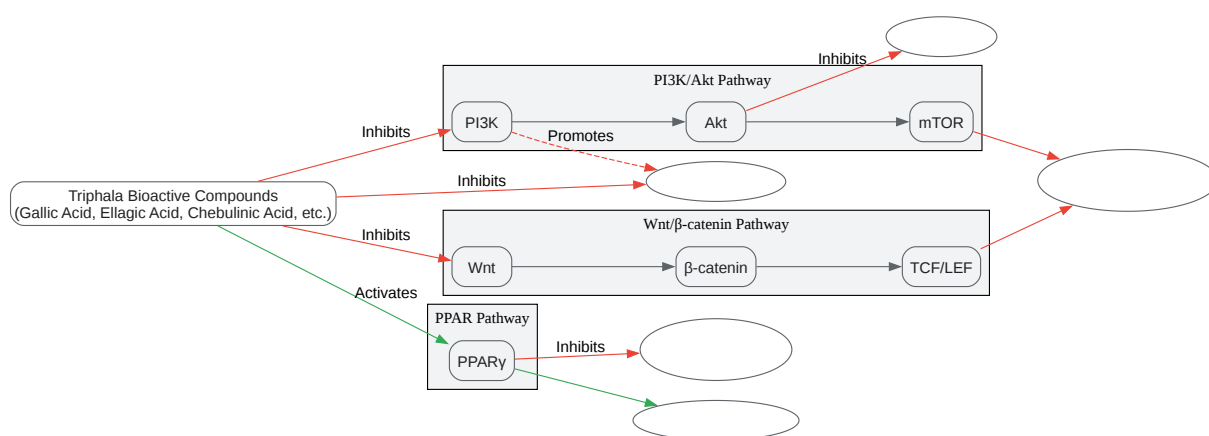 Inhibits
PI3K/Akt Pathway
PI3K
Akt
mTOR
Inhibits
Promotes
Inhibits
Triphala Bioactive Compounds
(Gallic Acid, Ellagic Acid, Chebulinic Acid, etc.)
Wnt/β-catenin Pathway
Inhibits
Wnt
β-catenin
TCF/LEF
Activates
PPAR Pathway
PPARγ
Inhibits